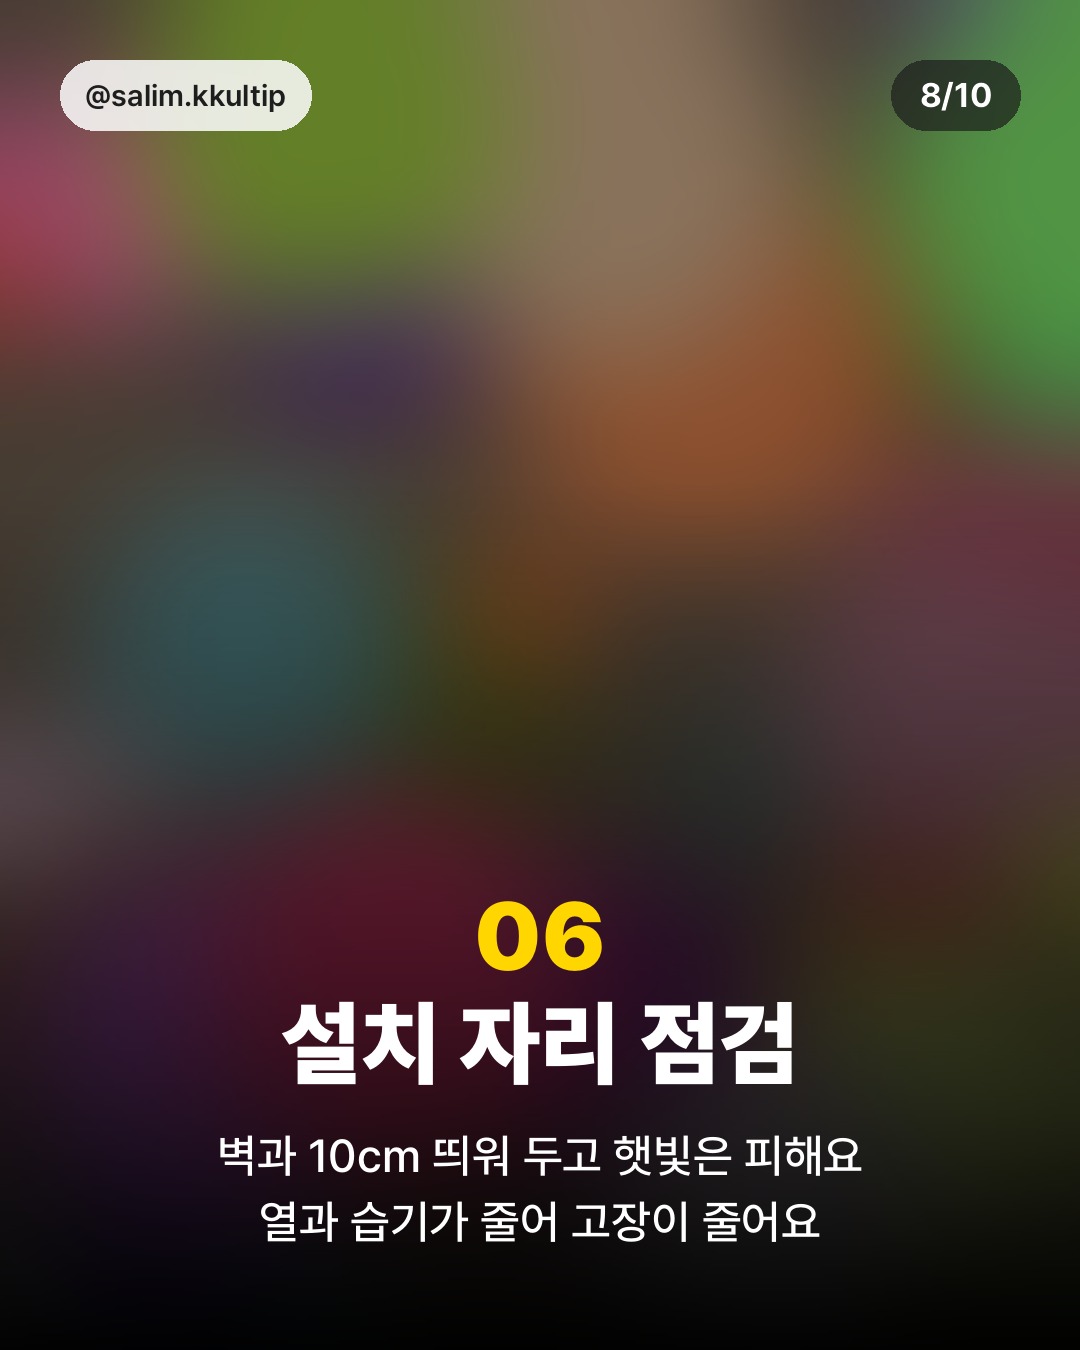 @salim.kkultip
8/10
06
설치 자리 점검
벽과 10cm 띄워 두고 햇빛은 피해요
열과 습기가 줄어 고장이 줄어요